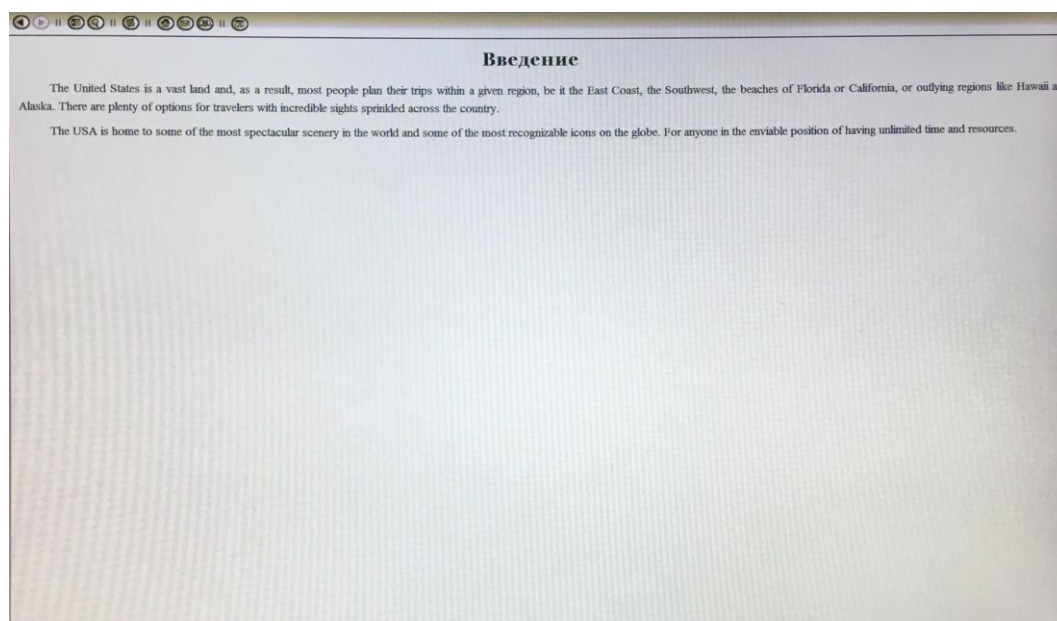 Введение
The United States is a vast land and, as a result, most people plan their trips within a given region, be it the East Coast, the Southwest, the beaches of Florida or California, or outlying regions like Hawaii
Alaska. There are plenty of options for travelers with incredible sights sprinkled across the country.
The USA is home to some of the most spectacular scenery in the world and some of the most recognizable icons on the globe. For anyone in the enviable position of having unlimited time and resources.